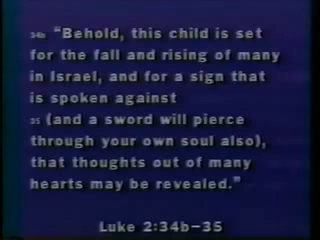 34b "Behold, this child is set
for the fall and rising of many
in Israel, and for a sign that
is spoken against
35 (and a sword will pierce
through your own soul also),
that thoughts out of many
hearts may be revealed."
Luke 2:34b-35